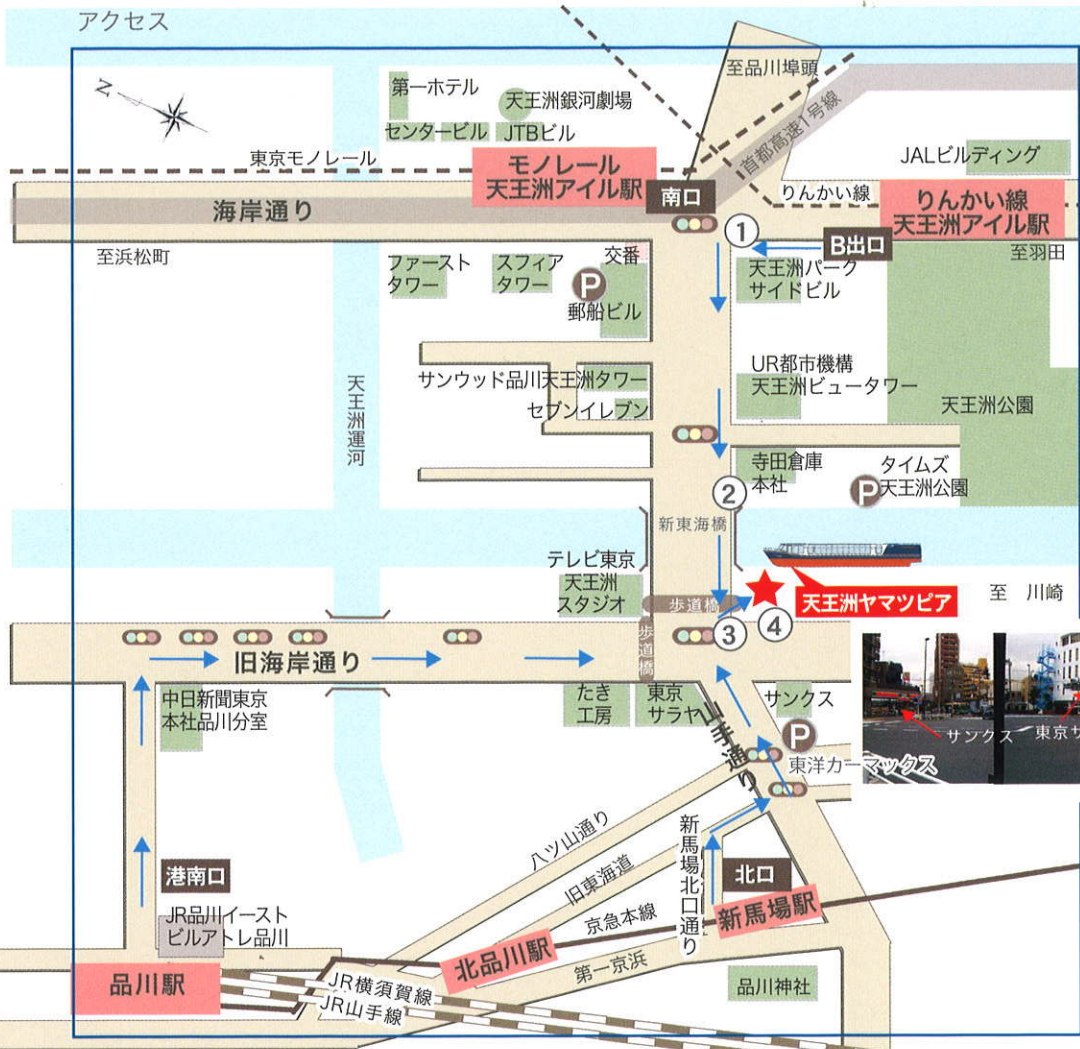 アクセス
至品川埠頭
N
第一ホテル
天王洲銀河劇場
センタービル
JTBビル
首都高速1号線
東京モノレール
モノレール
天王洲アイル駅
南口
JALビルディング
りんかい線
りんかい線
天王洲アイル駅
海岸通り
①
B出口
至浜松町
至羽田
ファースト
タワー
スフィア
タワー
交番
P
郵船ビル
天王洲パーク
サイドビル
サンウッド品川天王洲タワー
セブンイレブン
UR都市機構
天王洲ビュータワー
天王洲公園
天王洲運河
寺田倉庫
本社
P
タイムズ
天王洲公園
②
新東海橋
テレビ東京
天王洲
スタジオ
歩道橋
天王洲ヤマツピア
至 川崎
③
④
歩道橋
旧海岸通り
中日新聞東京
本社品川分室
たき
工房
東京
サラヤ
サンクス
山手通り
P
東洋カーマックス
サンクス
東京サ
八ツ山通り
旧東海道
新馬場北口通り
港南口
北口
JR品川イースト
ビルアトレ品川
京急本線
新馬場駅
北品川駅
第一京浜
品川駅
JR横須賀線
JR山手線
品川神社